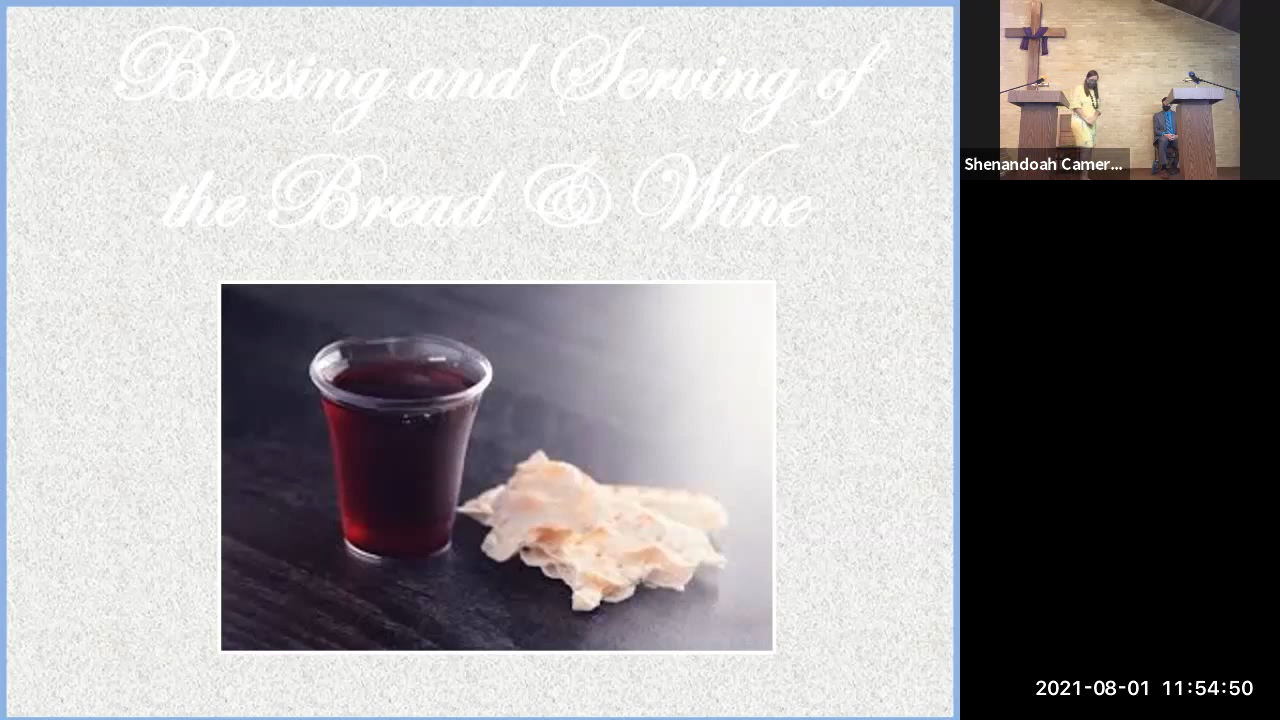 Blessing and Serving of
the Bread & Wine
Shenandoah Camer...
2021-08-01 11:54:50